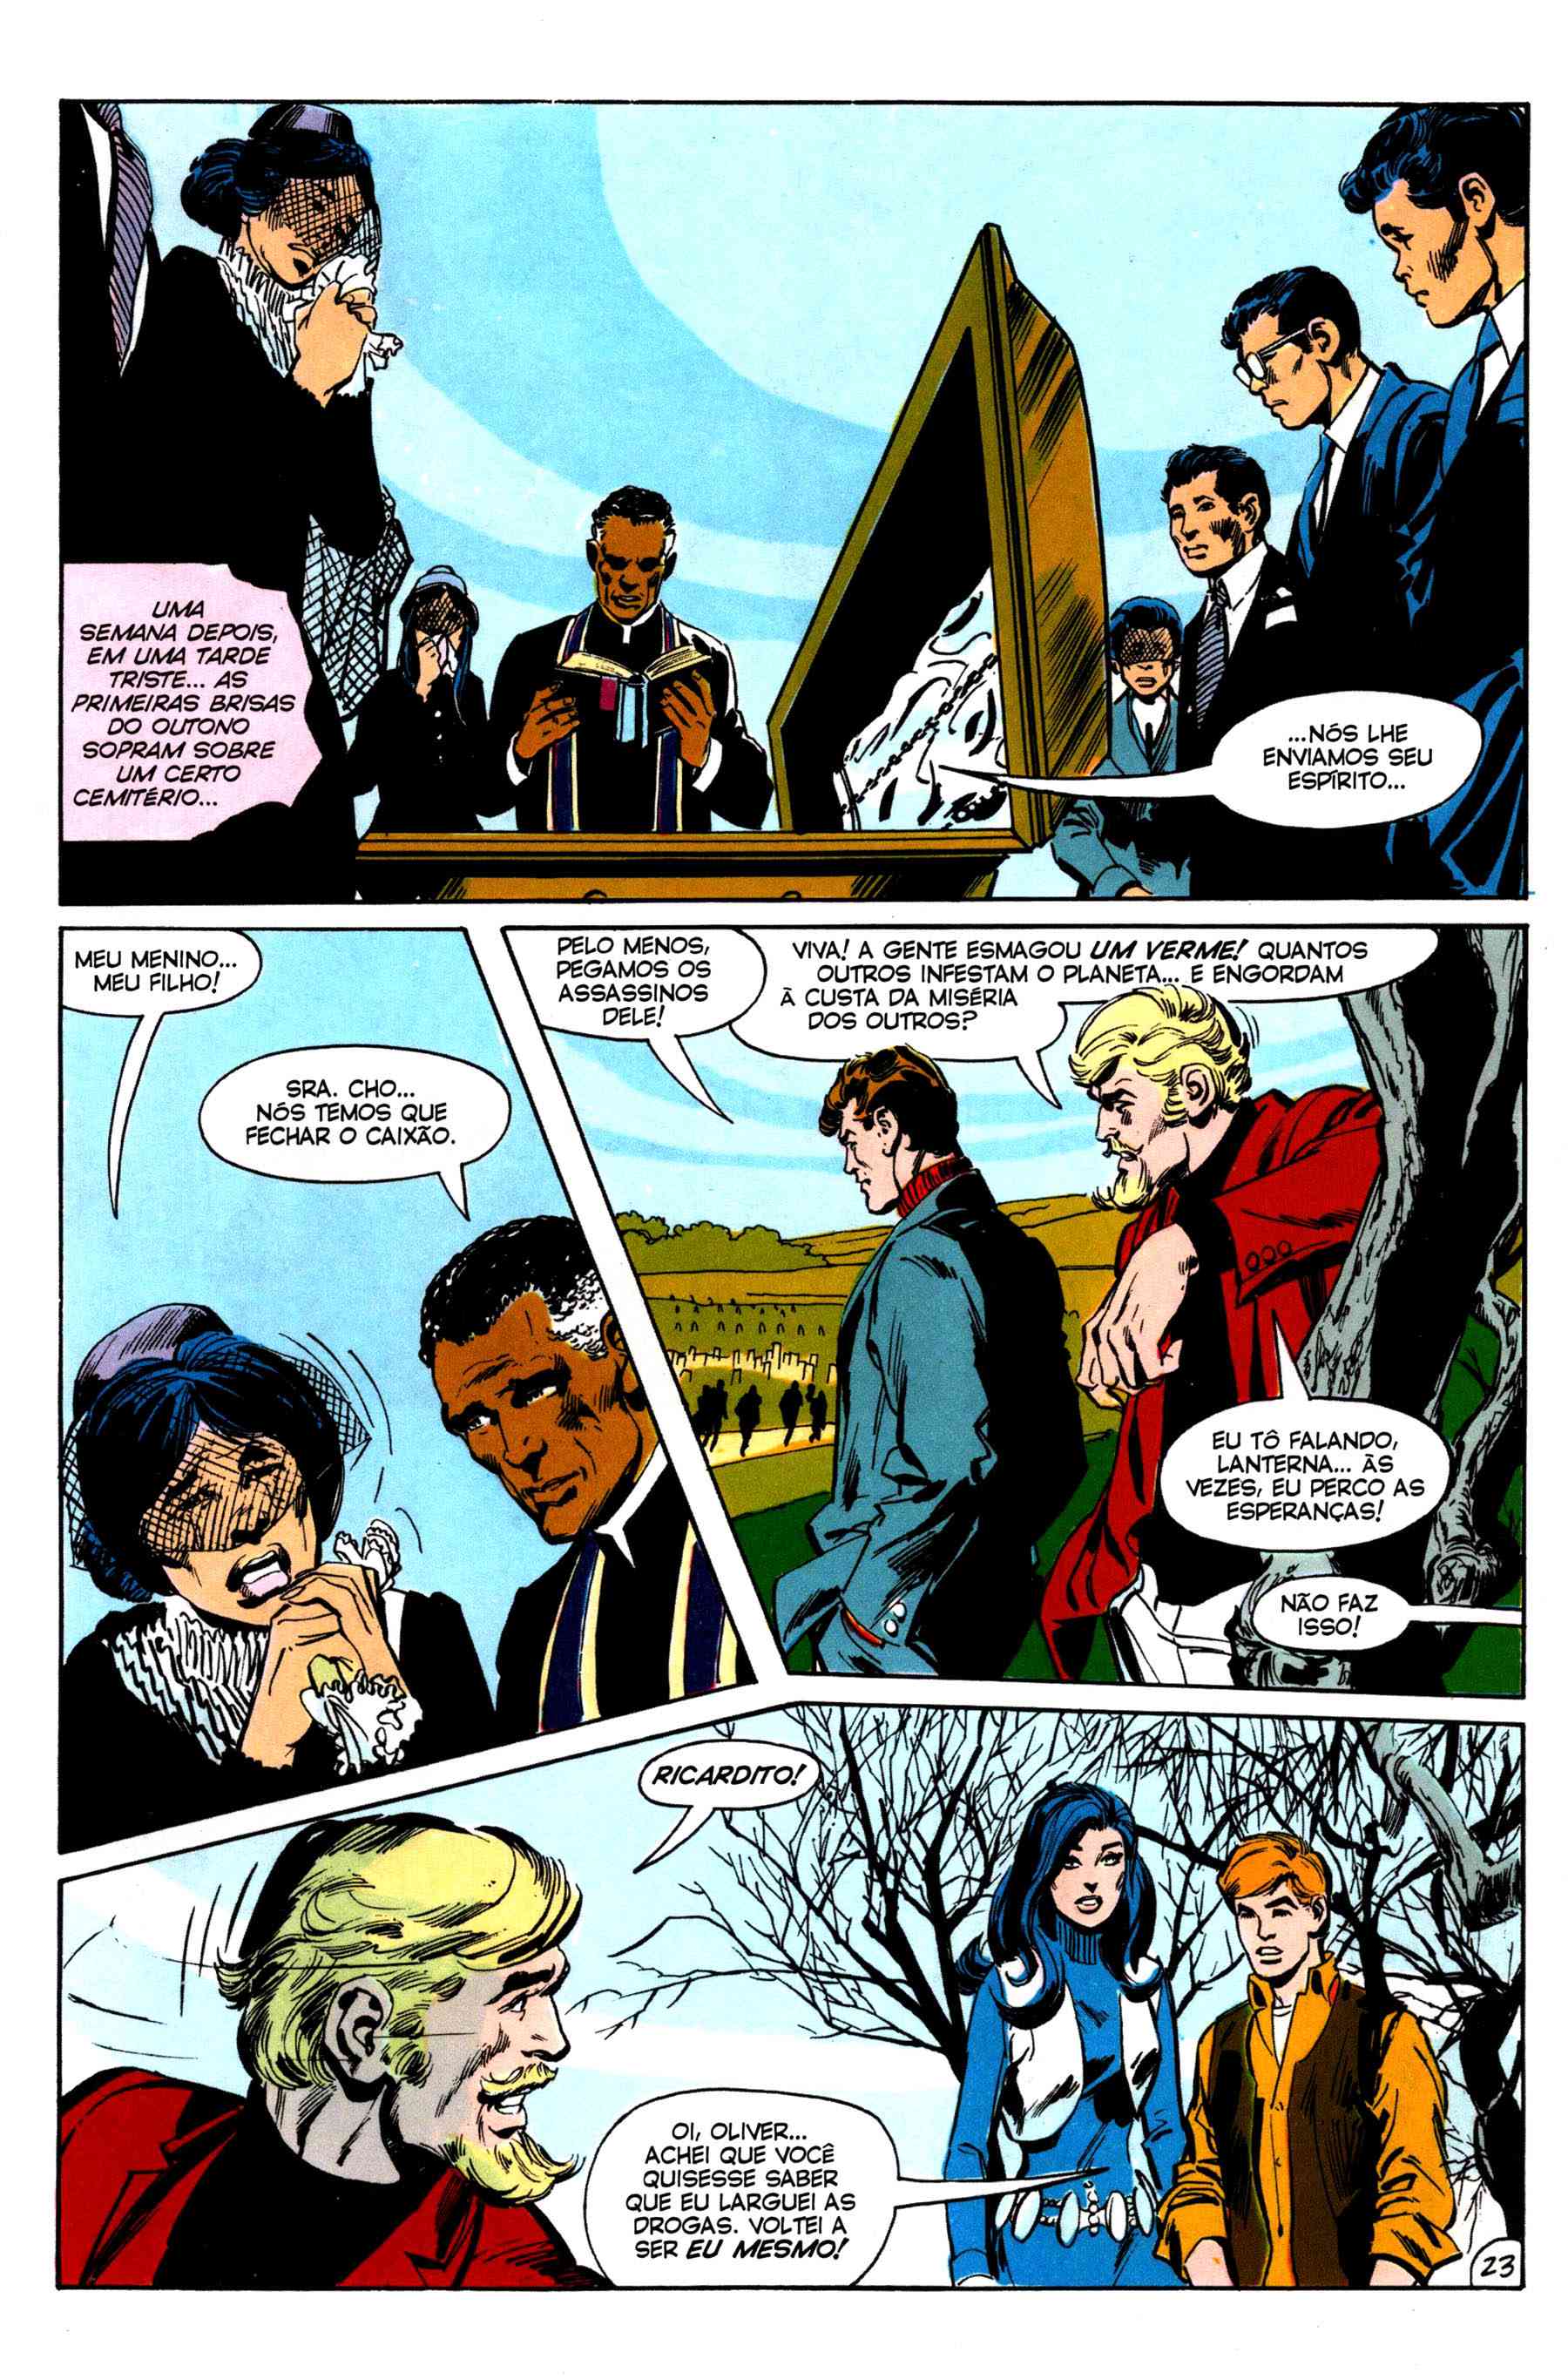 UMA
SEMANA DEPOIS,
EM UMA TARDE
TRISTE... AS
PRIMEIRAS BRISAS
DO OUTONO
SOPRAM SOBRE
UM CERTO
CEMITÉRIO...
...NÓS LHE
ENVIAMOS SEU
ESPÍRITO...
MEU MENINO...
MEU FILHO!
SRA. CHO...
NÓS TEMOS QUE
FECHAR O CAIXÃO.
PELO MENOS,
PEGAMOS OS
ASSASSINOS
DELE!
VIVA! A GENTE ESMAGOU UM VERME! QUANTOS
OUTROS INFESTAM O PLANETA... E ENGORDAM
À CUSTA DA MISÉRIA
DOS OUTROS?
EU TÔ FALANDO,
LANTERNA... ÀS
VEZES, EU PERCO AS
ESPERANÇAS!
NÃO FAZ
ISSO!
RICARDITO!
OI, OLIVER...
ACHEI QUE VOCÊ
QUISESSE SABER
QUE EU LARGUEI AS
DROGAS. VOLTEI A
SER EU MESMO!
23